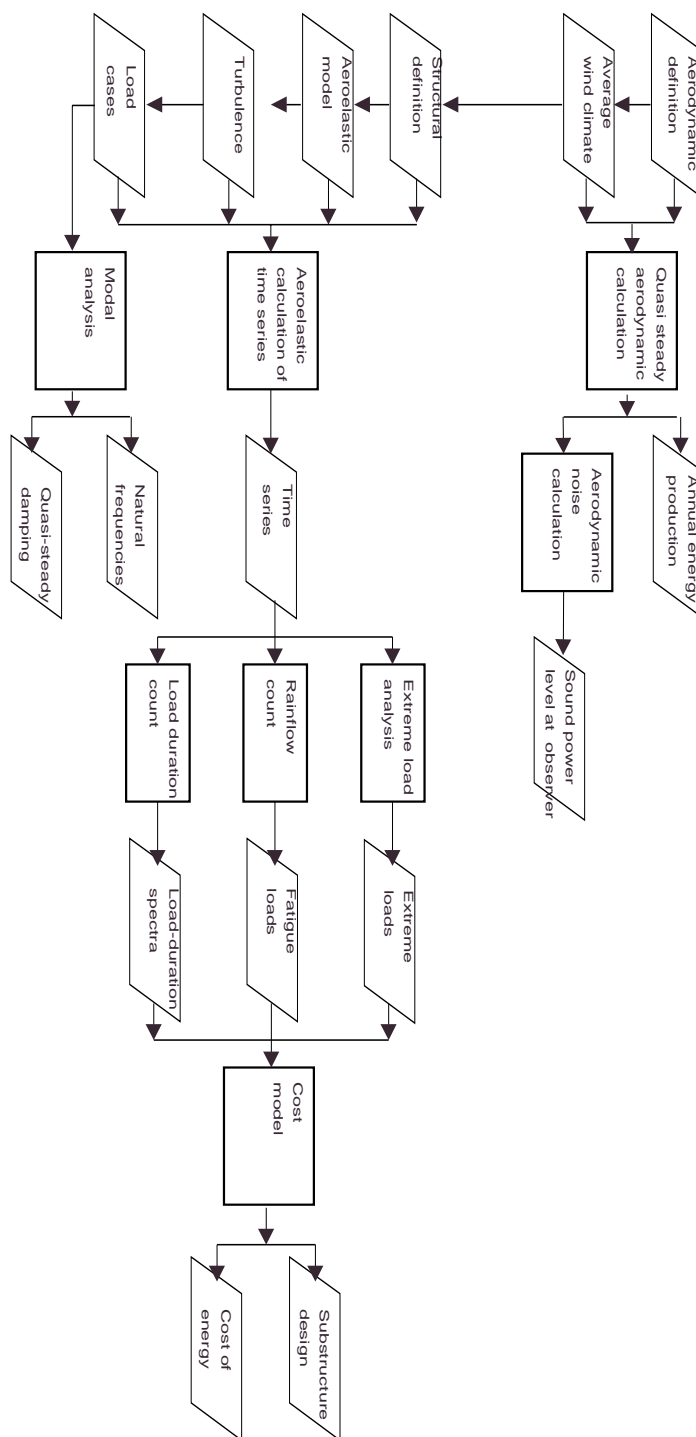 Aerodynamic
definition
Average
wind climate
Structural
definition
Aeroelastic
model
Turbulence
Load
cases
Quasi steady
aerodynamic
calculation
Aeroelastic
calculation of
time series
Modal
analysis
Annual energy
production
Aerodynamic
noise
calculation
Time
series
Natural
frequencies
Quasi-steady
damping
Sound power
level at observer
Extreme load
analysis
Rainflow
count
Load duration
count
Extreme
loads
Fatigue
loads
Load-duration
spectra
Cost
model
Substructure
design
Cost of
energy